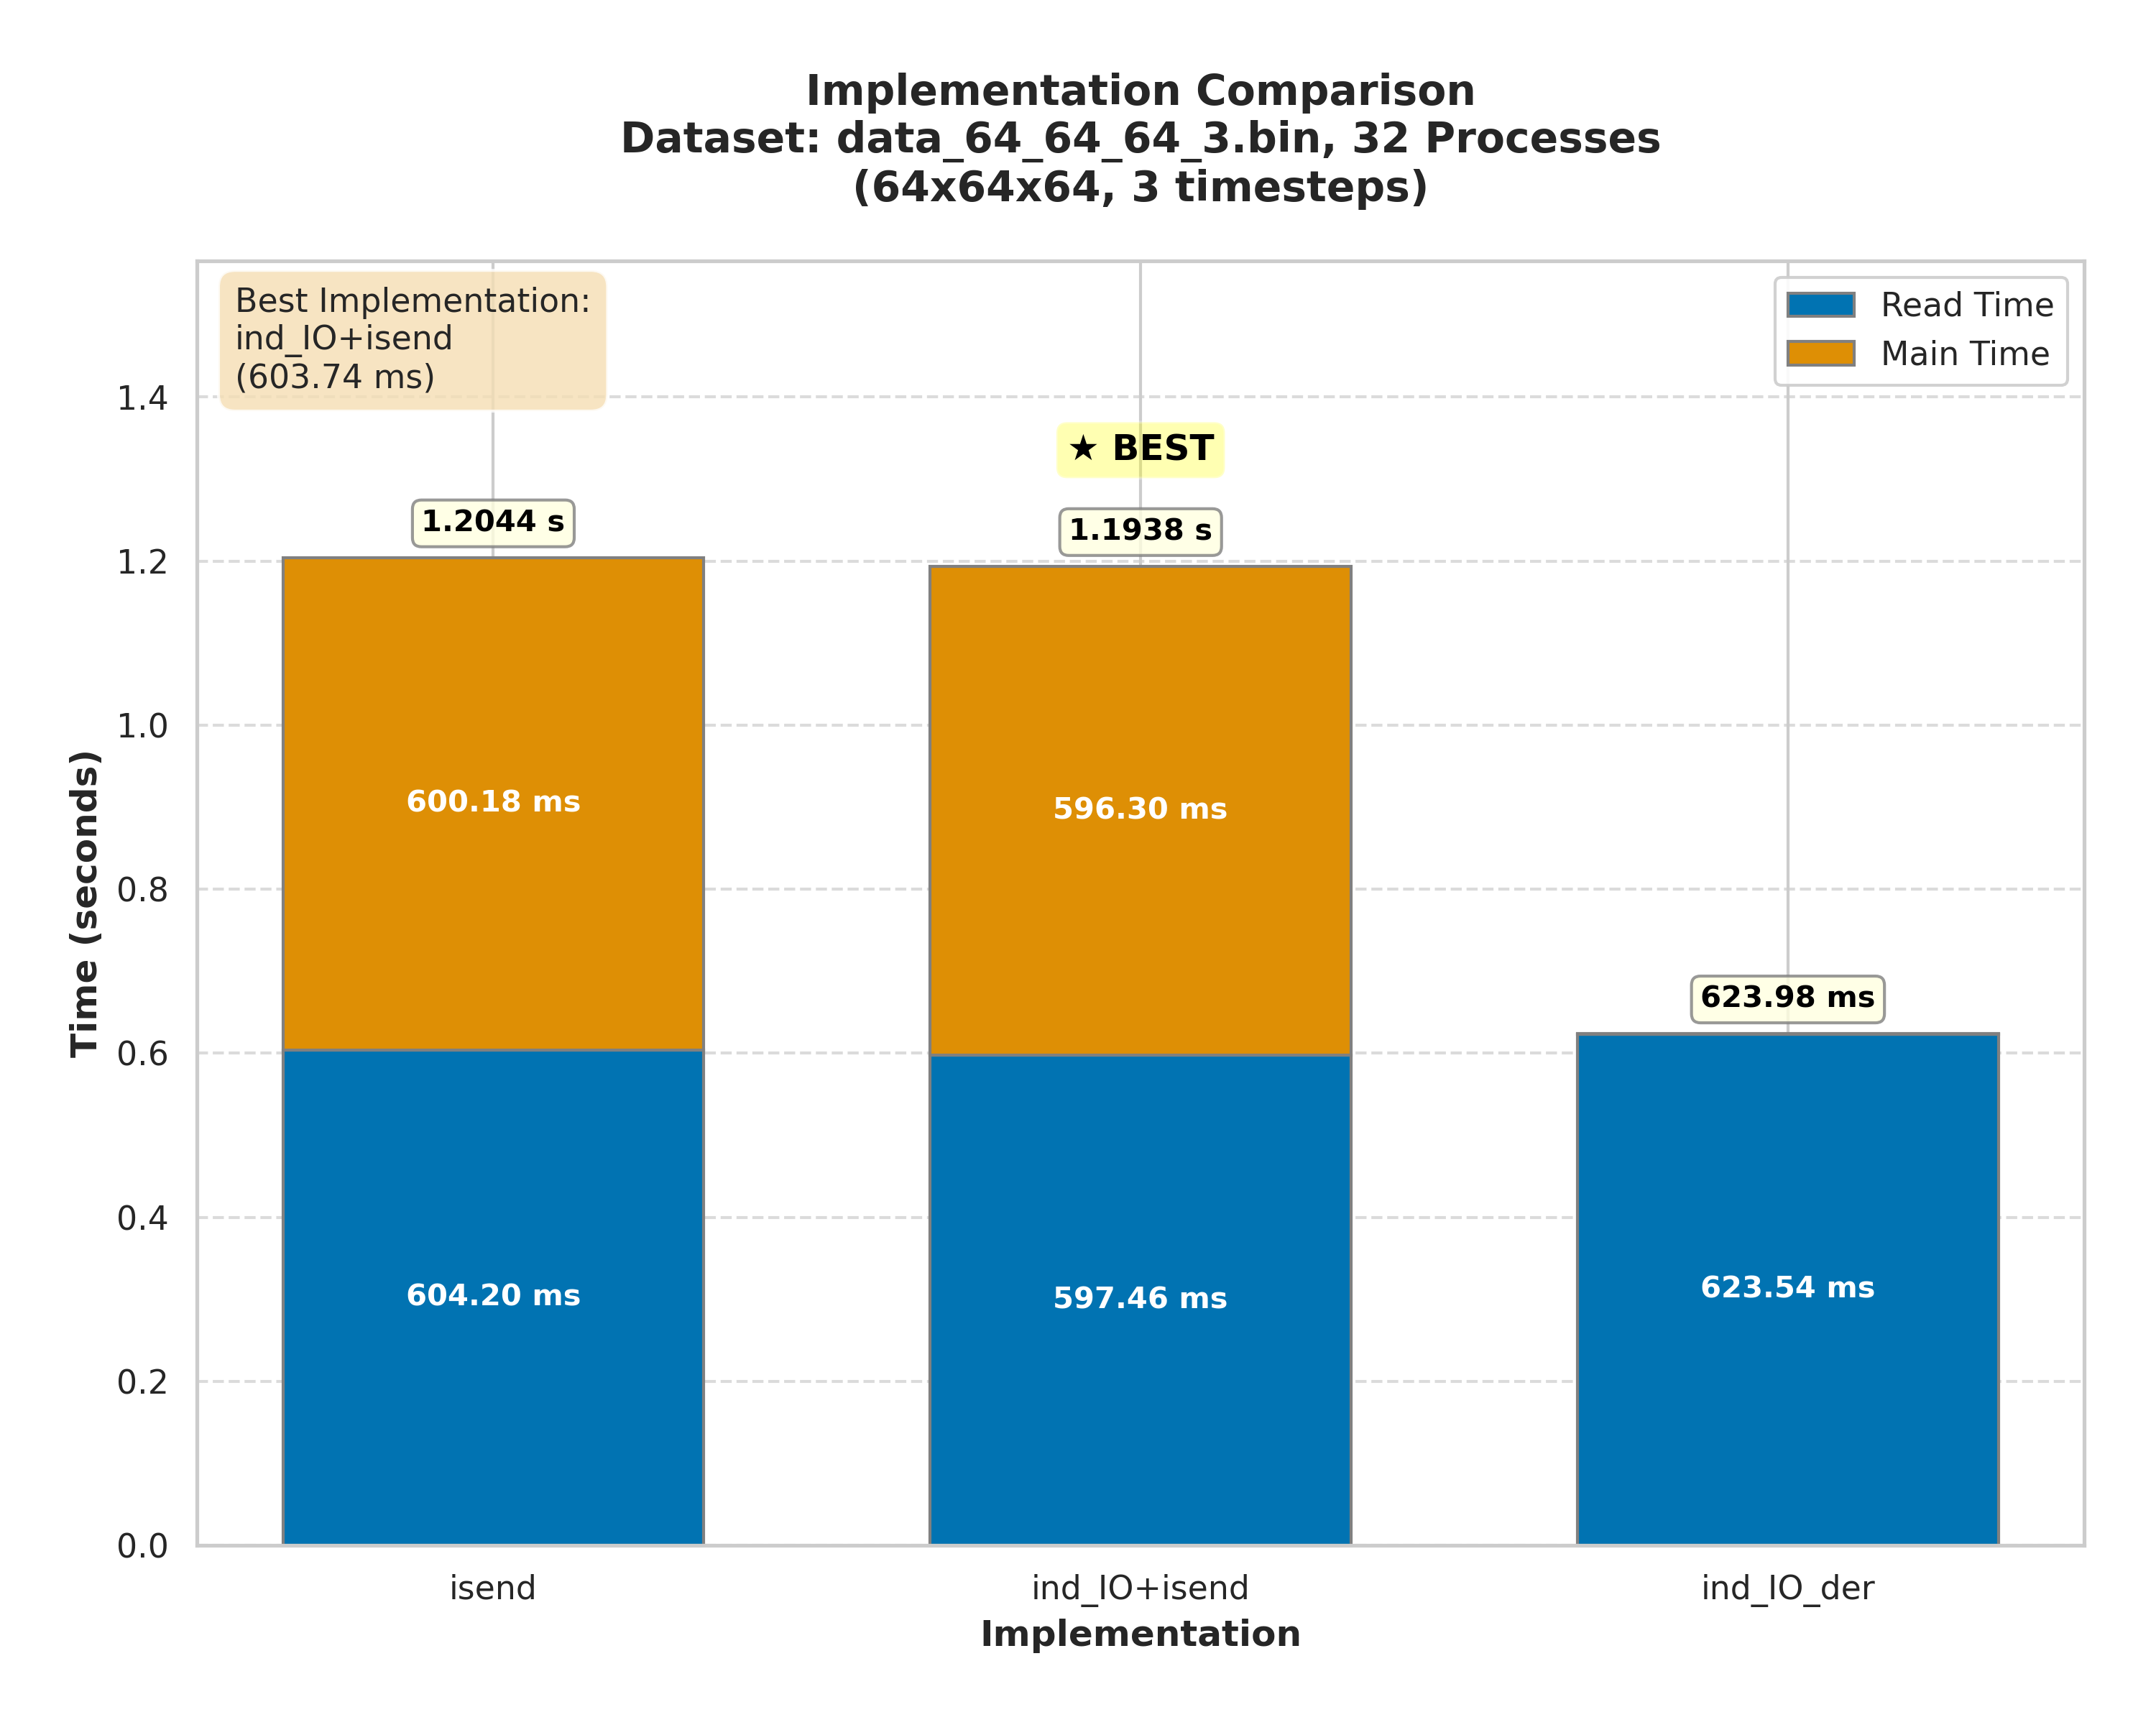 Implementation Comparison
Dataset: data_64_64_64_3.bin, 32 Processes
(64x64x64, 3 timesteps)
Best Implementation:
ind_IO+isend
(603.74 ms)
Read Time
Main Time
★ BEST
1.2044 s
1.1938 s
623.98 ms
600.18 ms
596.30 ms
604.20 ms
597.46 ms
623.54 ms
Time (seconds)
1.4
1.2
1.0
0.8
0.6
0.4
0.2
0.0
isend
ind_IO+isend
ind_IO_der
Implementation